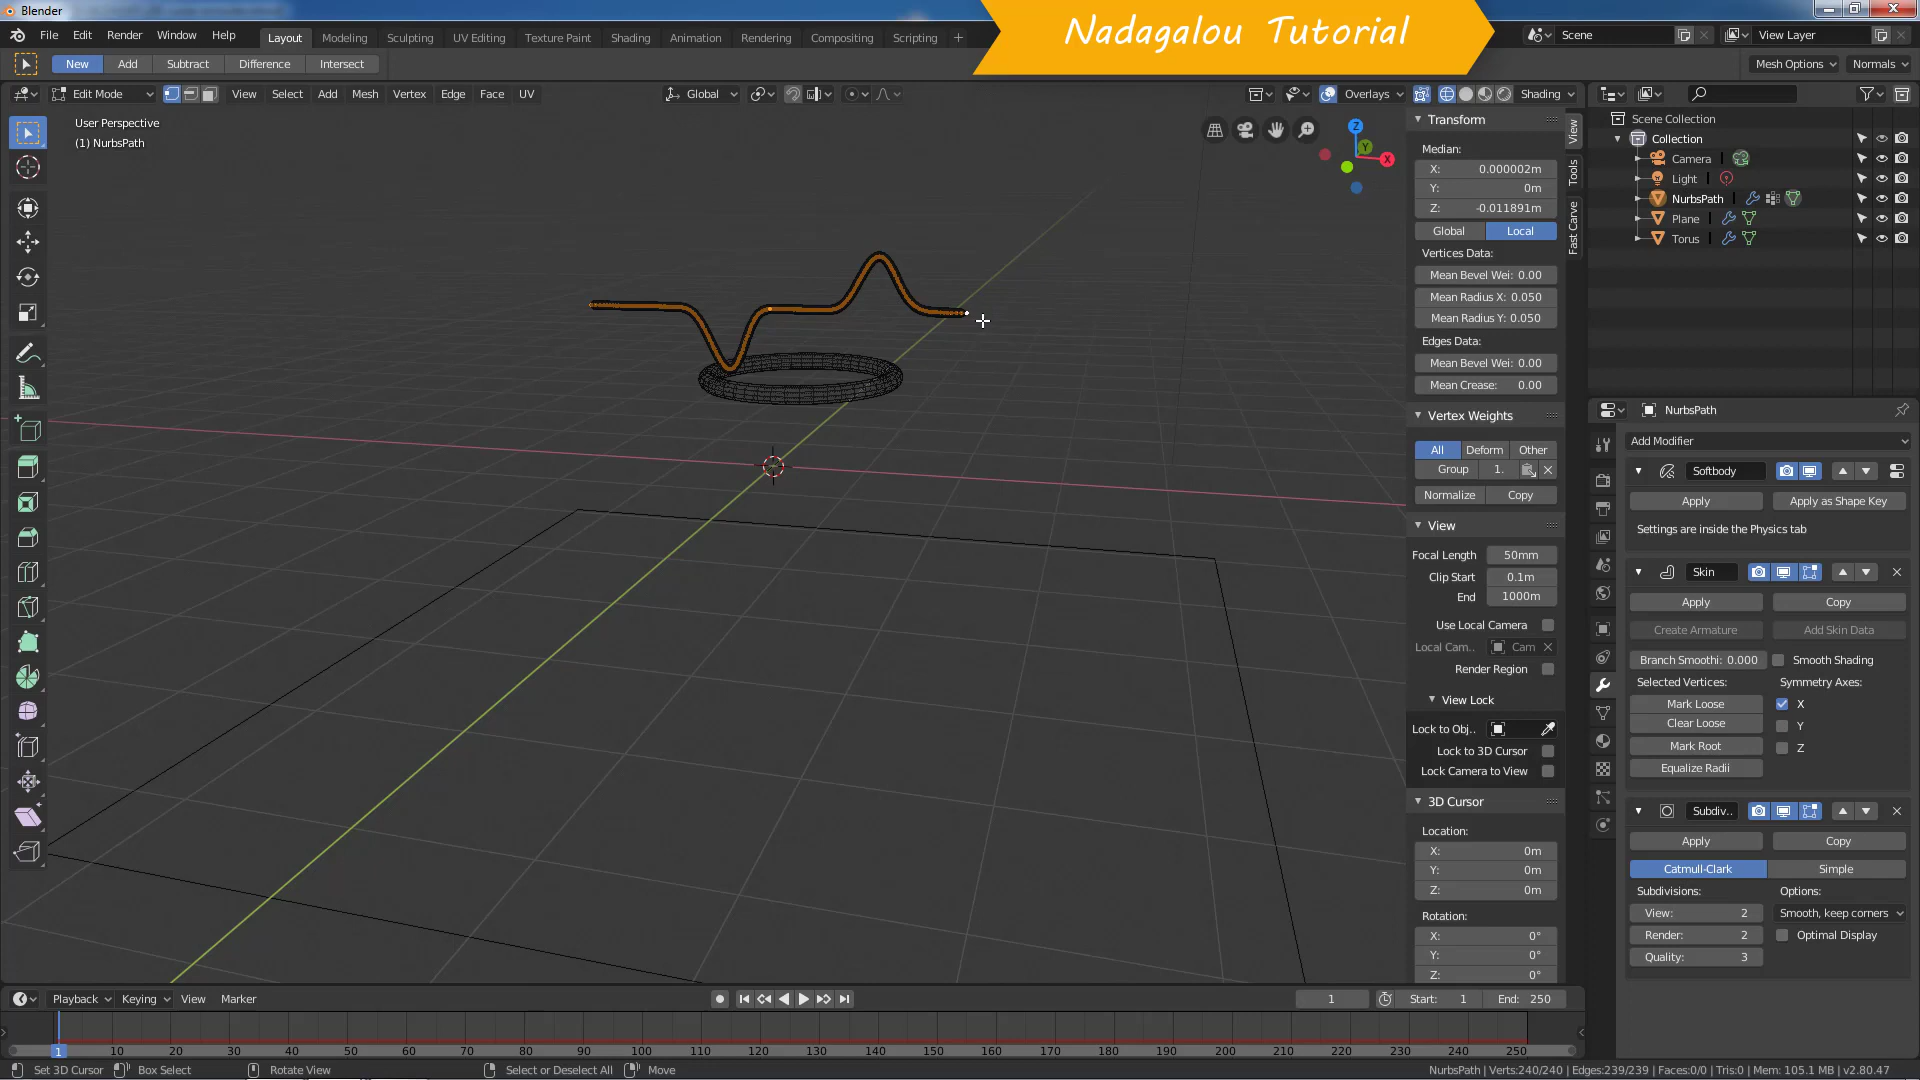 Blender
Nadagalou Tutorial
File Edit Render Window Help
Layout Modeling Sculpting UV Editing Texture Paint Shading Animation Rendering Compositing Scripting +
Scene View Layer
New Add Subtract Difference Intersect
Mesh Options Normals
Edit Mode View Select Add Mesh Vertex Edge Face UV
Global
Overlays Shading
User Perspective
(1) NurbsPath
Z
Y
X
View
Tools
Fast Carve
Transform
Median:
X: 0.000002m
Y: 0m
Z: -0.011891m
Global Local
Vertices Data:
Mean Bevel Wei: 0.00
Mean Radius X: 0.050
Mean Radius Y: 0.050
Edges Data:
Mean Bevel Wei: 0.00
Mean Crease: 0.00
Vertex Weights
All Deform Other
Group 1.
Normalize Copy
View
Focal Length 50mm
Clip Start 0.1m
End 1000m
Use Local Camera
Local Cam.. Cam
Render Region
View Lock
Lock to Obj..
Lock to 3D Cursor
Lock Camera to View
3D Cursor
Location:
X: 0m
Y: 0m
Z: 0m
Rotation:
X: 0°
Y: 0°
Z: 0°
Scene Collection
Collection
Camera
Light
NurbsPath
Plane
Torus
NurbsPath
Add Modifier
Softbody
Apply Apply as Shape Key
Settings are inside the Physics tab
Skin
Apply Copy
Create Armature Add Skin Data
Branch Smoothi: 0.000 Smooth Shading
Selected Vertices: Symmetry Axes:
Mark Loose X
Clear Loose Y
Mark Root Z
Equalize Radii
Subdiv..
Apply Copy
Catmull-Clark Simple
Subdivisions: Options:
View: 2 Smooth, keep corners
Render: 2 Optimal Display
Quality: 3
Playback Keying View Marker
1 Start: 1 End: 250
1 10 20 30 40 50 60 70 80 90 100 110 120 130 140 150 160 170 180 190 200 210 220 230 240 250
Set 3D Cursor Box Select Rotate View Select or Deselect All Move
NurbsPath | Verts:240/240 | Edges:239/239 | Faces:0/0 | Tris:0 | Mem: 105.1 MB | v2.80.47